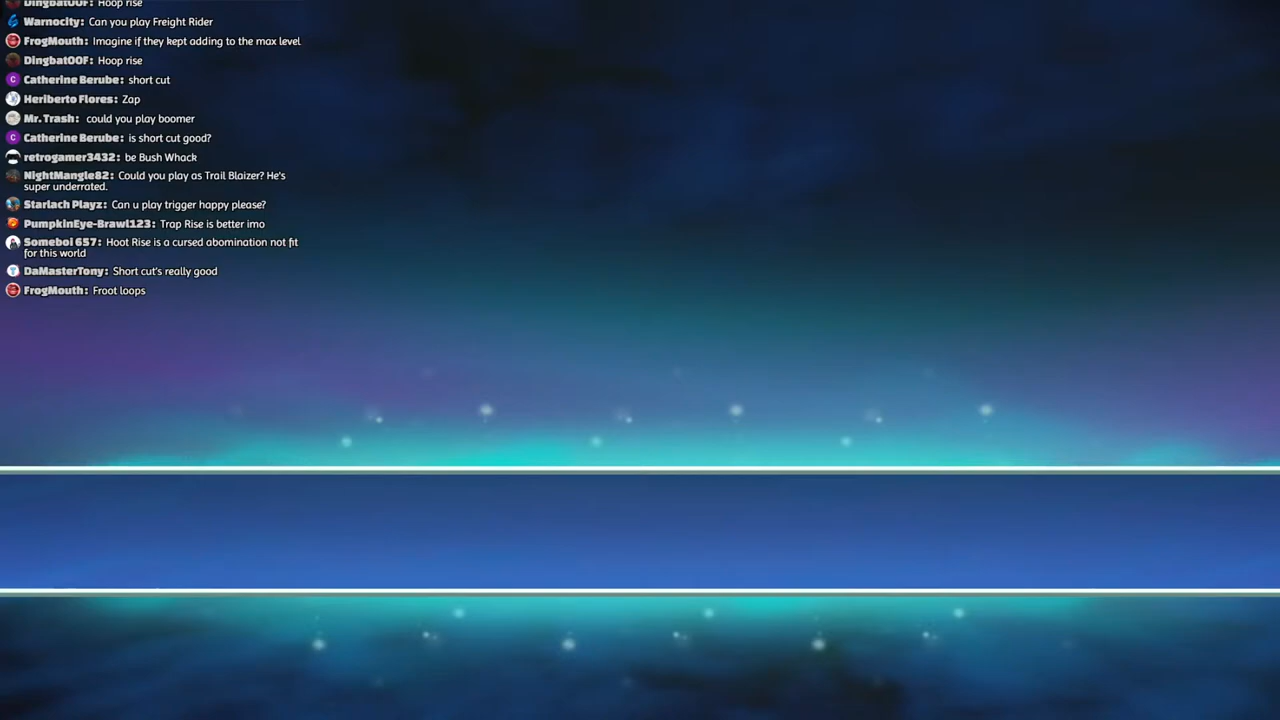 DingbatOOF: Hoop rise
Warnocity: Can you play Freight Rider
FrogMouth: Imagine if they kept adding to the max level
DingbatOOF: Hoop rise
C Catherine Berube: short cut
Heriberto Flores: Zap
Mr. Trash: could you play boomer
C Catherine Berube: is short cut good?
retrogamer3432: be Bush Whack
NightMangle82: Could you play as Trail Blaizer? He's
super underrated.
Starlach Playz: Can u play trigger happy please?
PumpkinEye-Brawl123: Trap Rise is better imo
Someboi 657: Hoot Rise is a cursed abomination not fit
for this world
DaMasterTony: Short cut's really good
FrogMouth: Froot loops